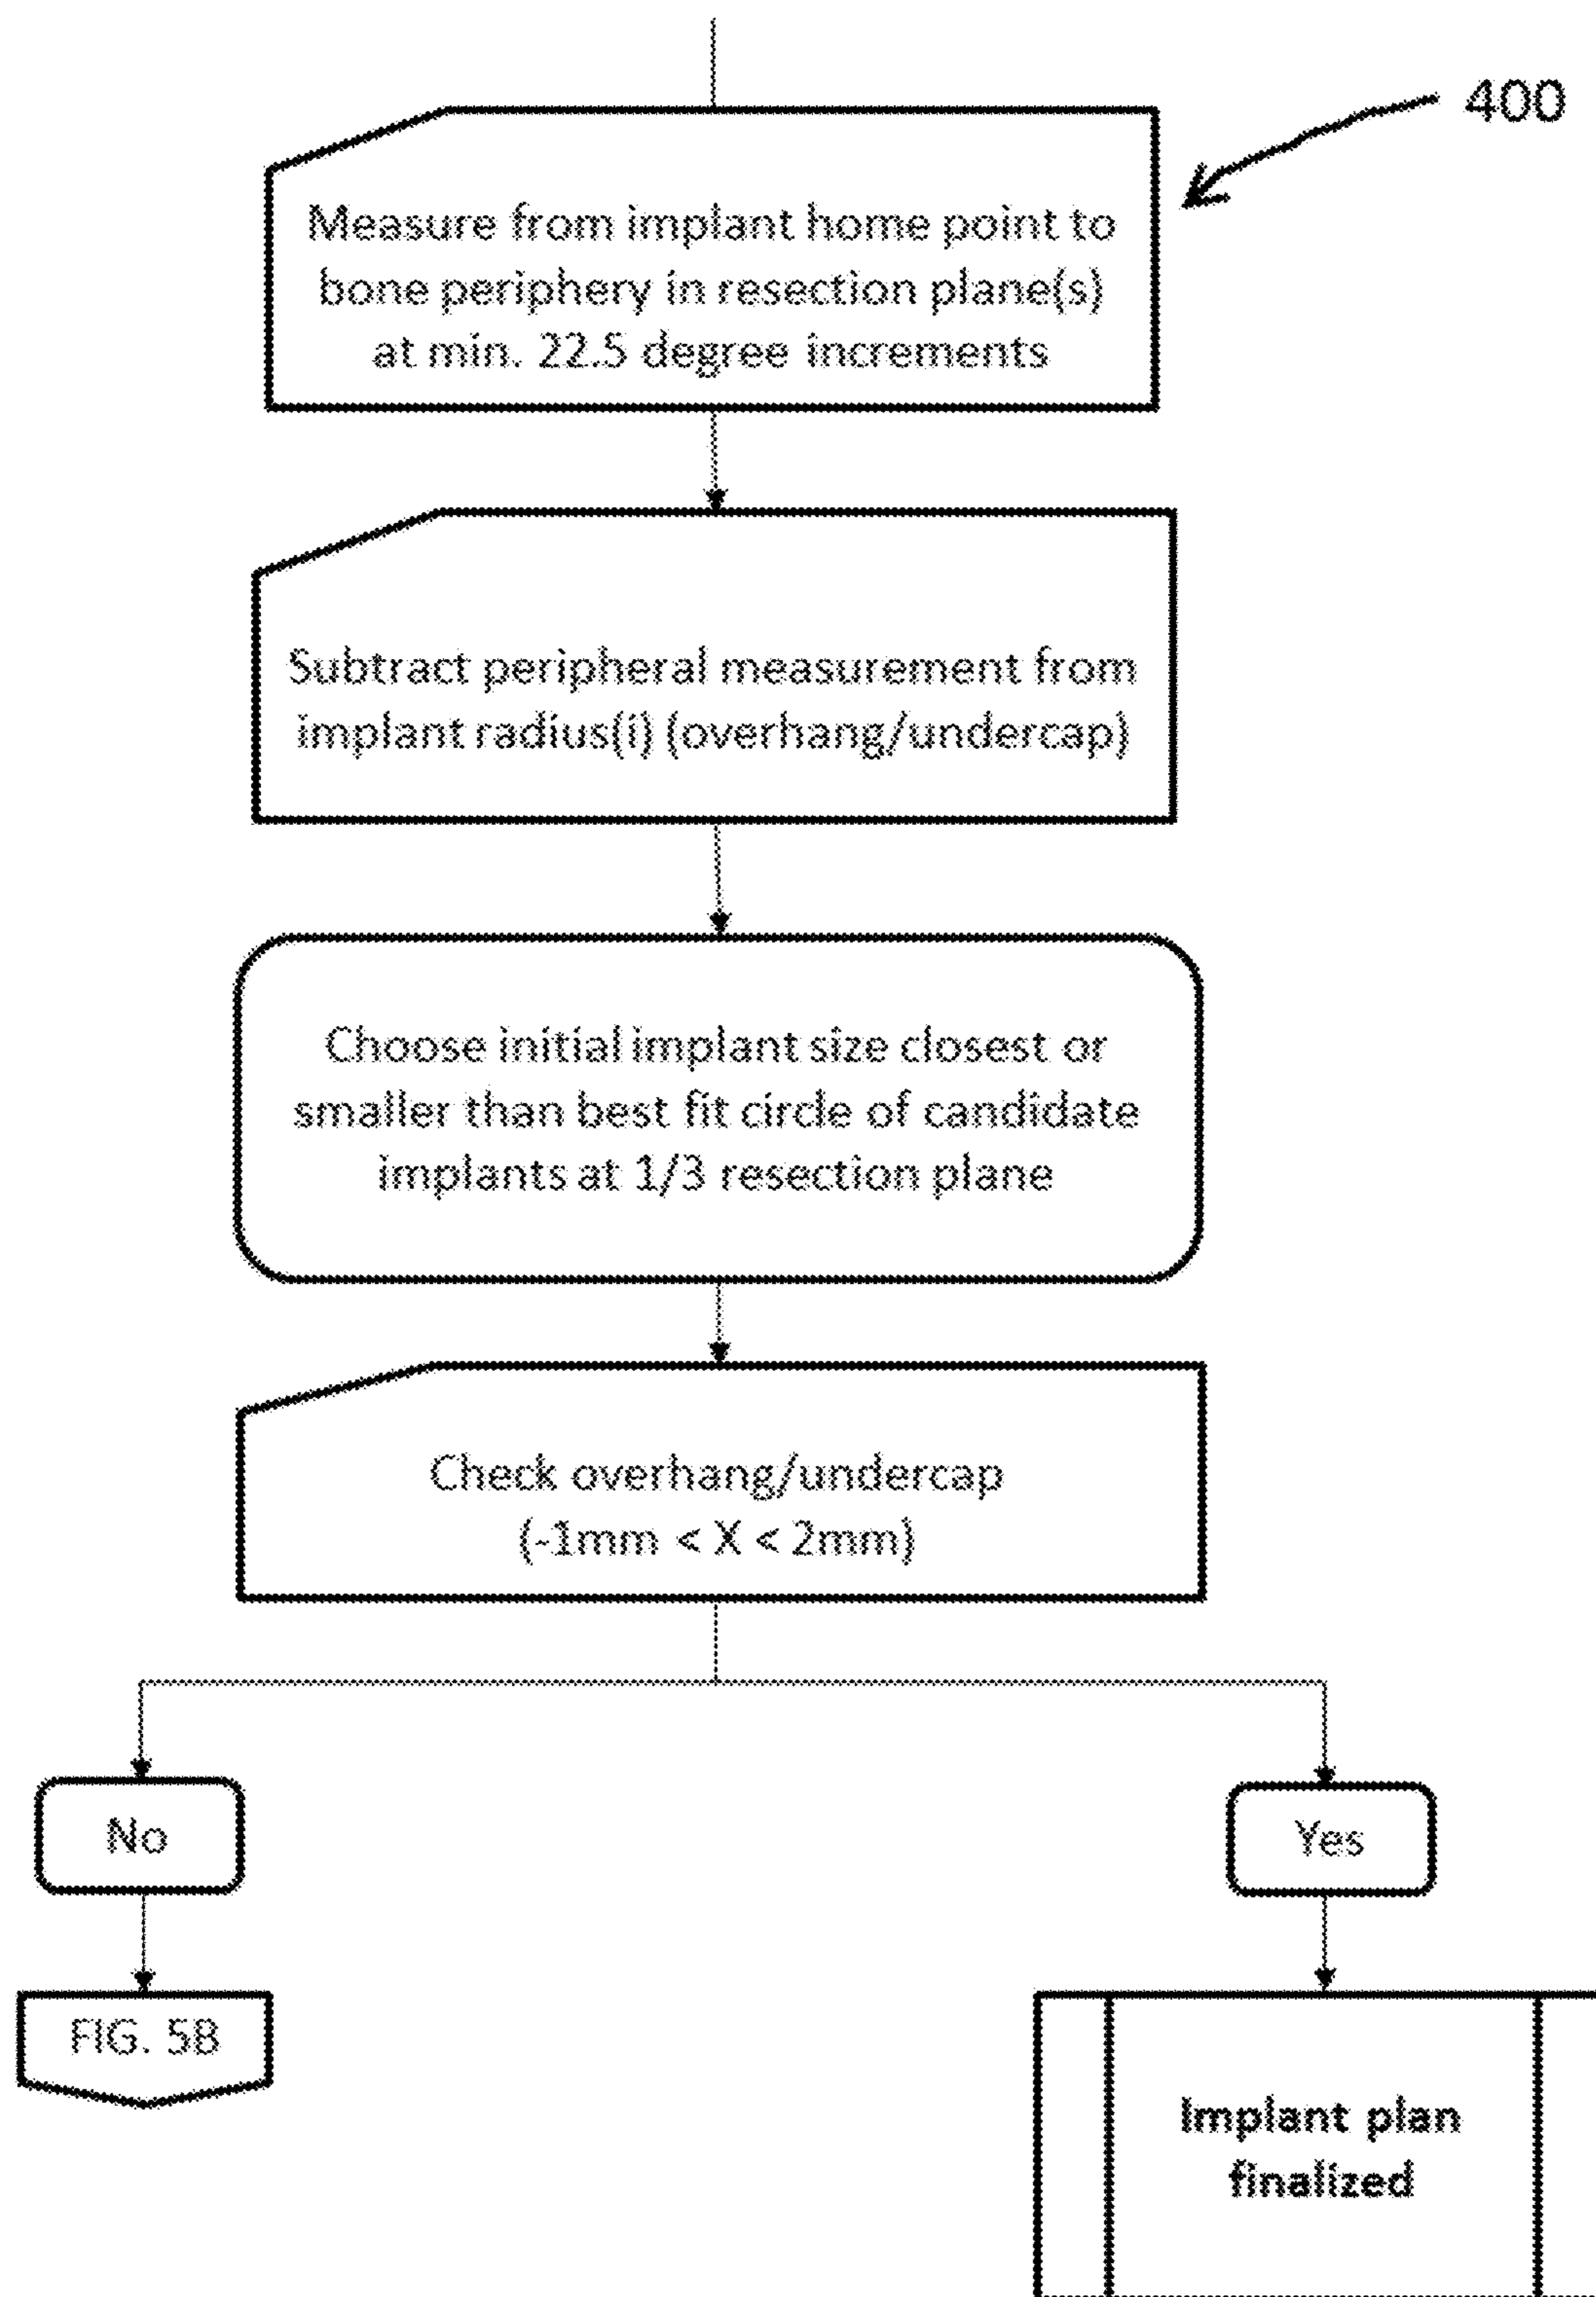 400
Measure from implant home point to
bone periphery in resection plane(s)
at min. 22.5 degree increments
Subtract peripheral measurement from
implant radius(i) (overhang/undercap)
Choose initial implant size closest or
smaller than best fit circle of candidate
implants at 1/3 resection plane
Check overhang/undercap
(-1mm < X < 2mm)
No
Yes
FIG. 5B
Implant plan
finalized